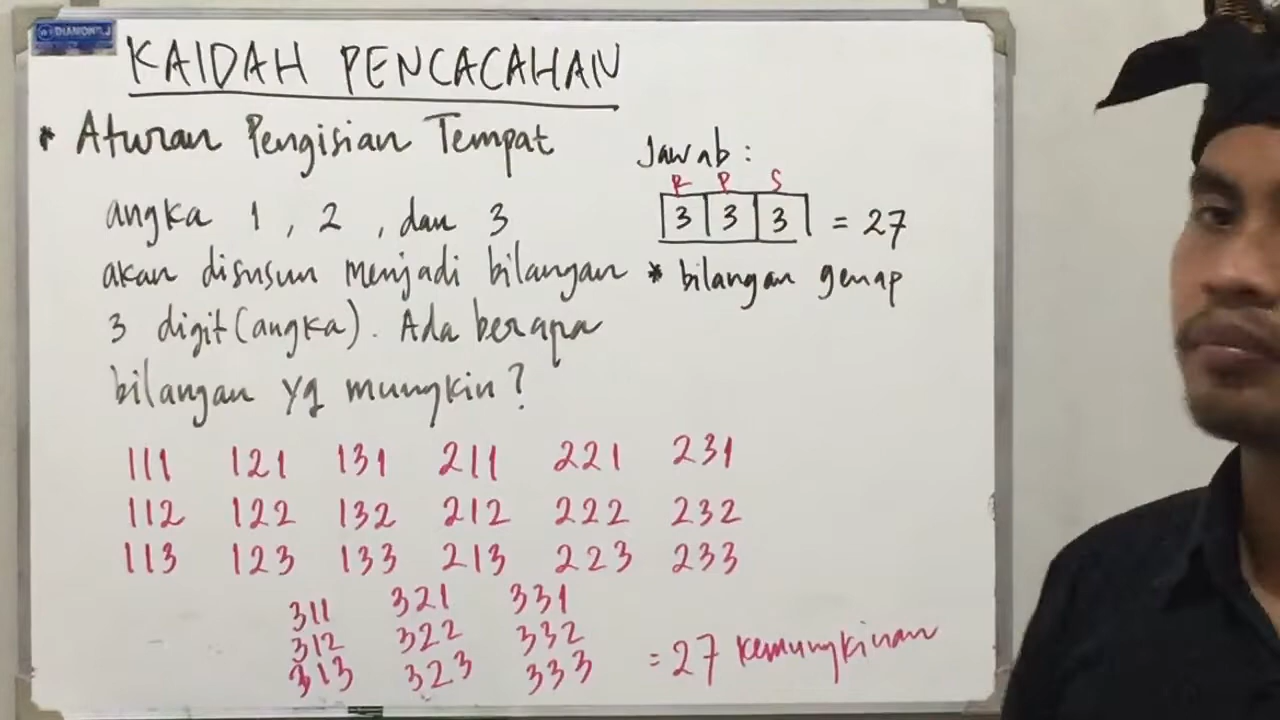 DIAMOND
KAIDAH PENCACAHAN
* Aturan Pengisian Tempat
angka 1, 2, dan 3
akan disusun menjadi bilangan
3 digit (angka). Ada berapa
bilangan yg mungkin?
Jawab :
R P S
3 3 3 = 27
* bilangan genap
111 121 131 211 221 231
112 122 132 212 222 232
113 123 133 213 223 233
311 321 331
312 322 332
313 323 333
= 27 kemungkinan